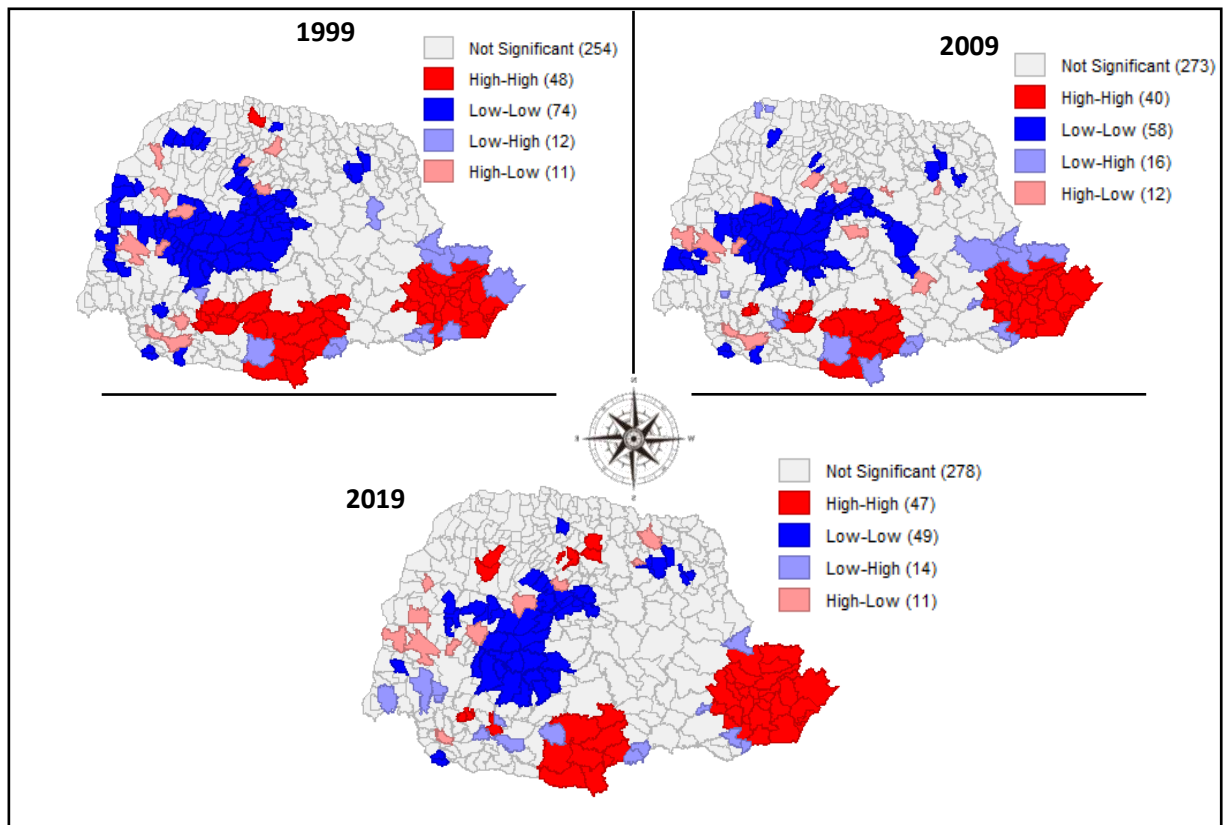 1999
Not Significant (254)
High-High (48)
Low-Low (74)
Low-High (12)
High-Low (11)
2009
Not Significant (273)
High-High (40)
Low-Low (58)
Low-High (16)
High-Low (12)
N
E
W
S
2019
Not Significant (278)
High-High (47)
Low-Low (49)
Low-High (14)
High-Low (11)